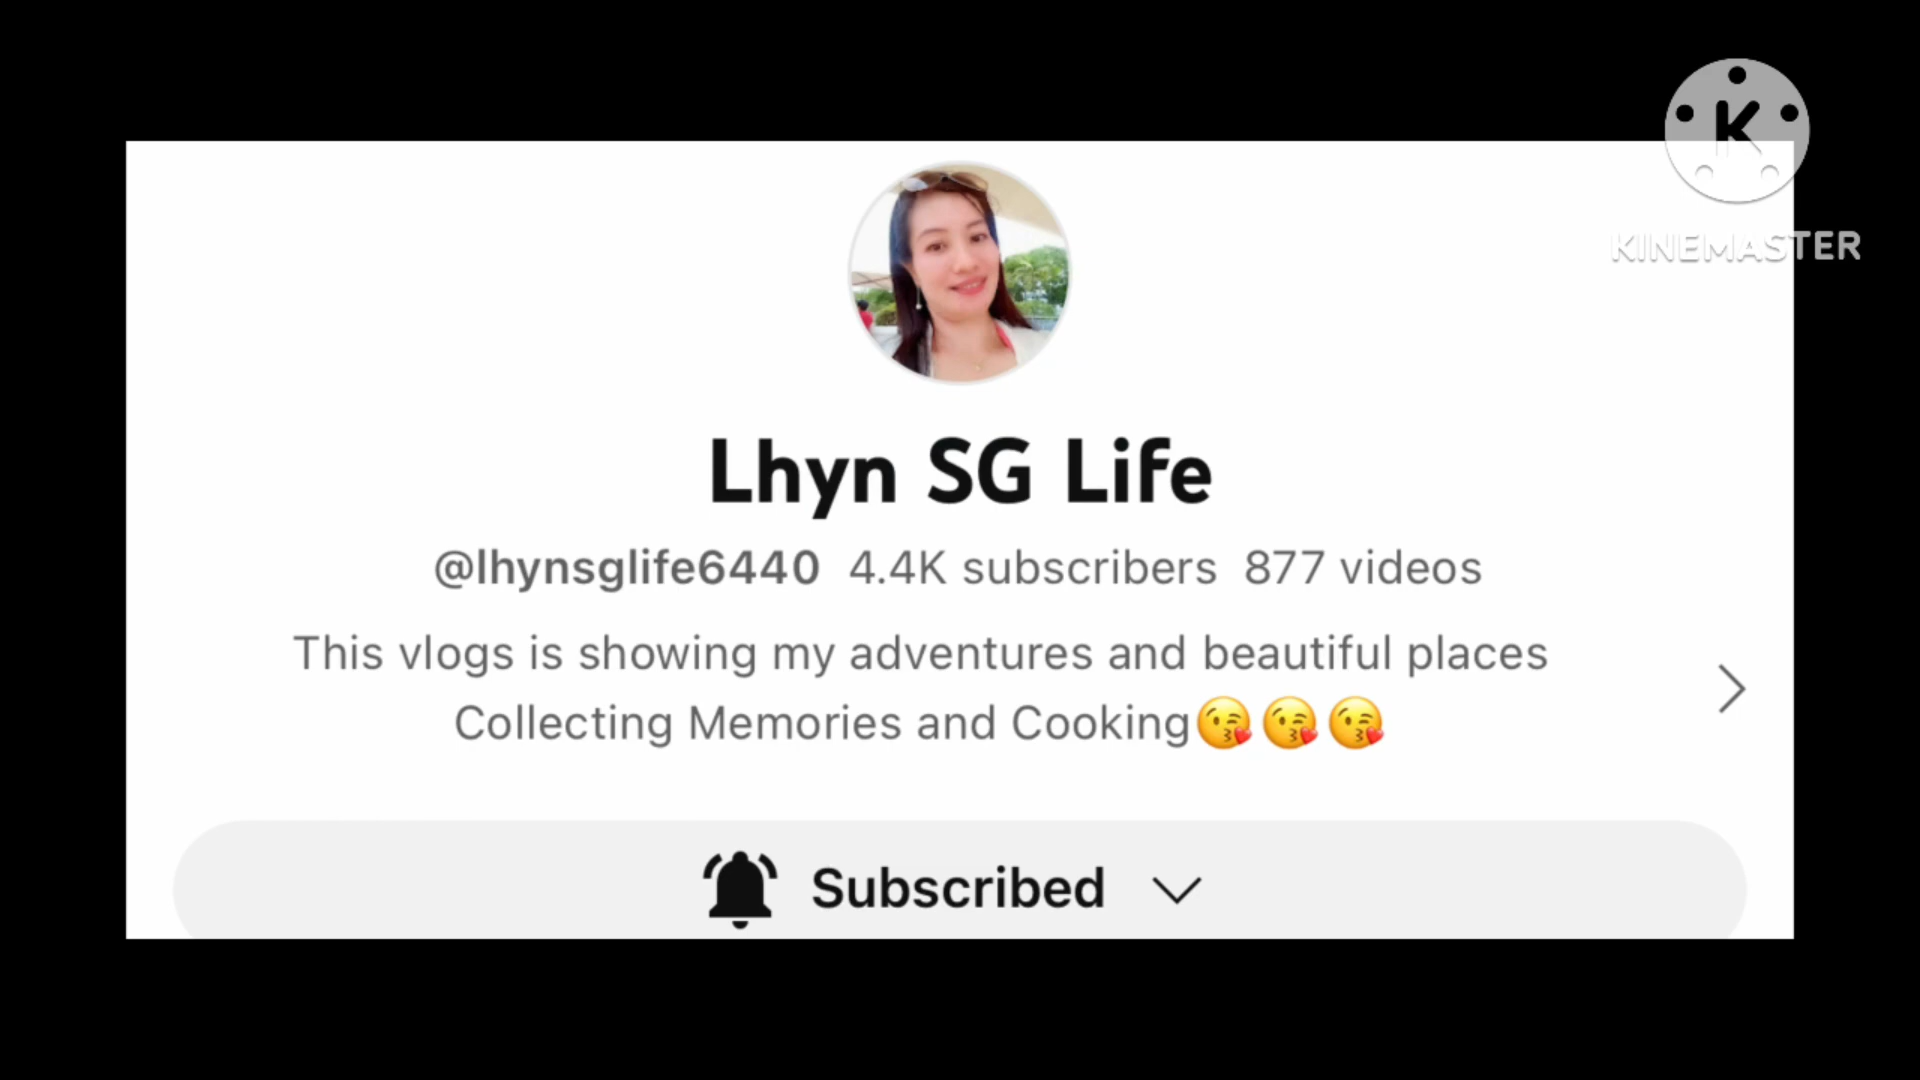 K
KINEMASTER
Lhyn SG Life
@lhynsglife6440 4.4K subscribers 877 videos
This vlogs is showing my adventures and beautiful places
Collecting Memories and Cooking😘😘😘
Subscribed